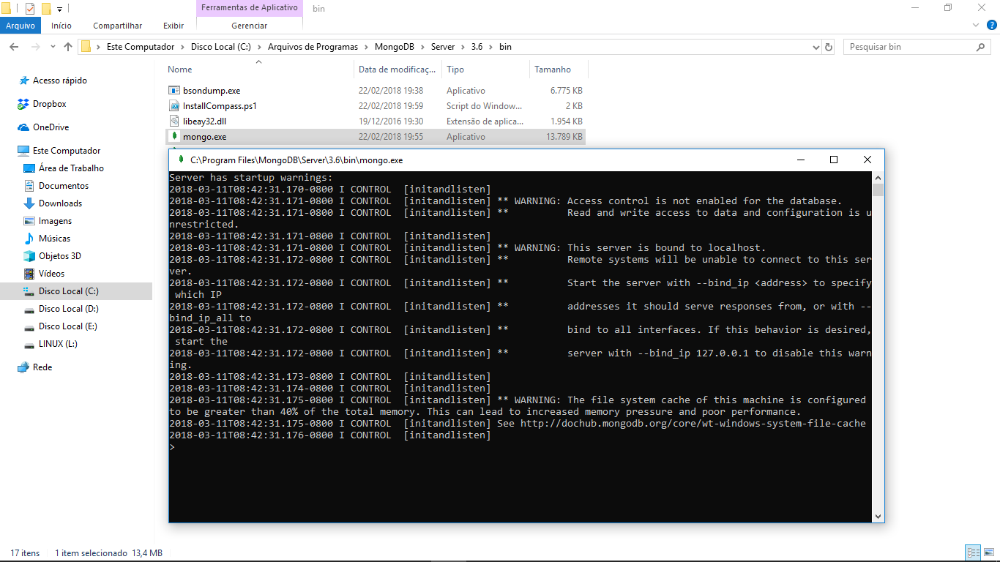 Ferramentas de Aplicativo
bin
Arquivo
Início
Compartilhar
Exibir
Gerenciar
Este Computador
Disco Local (C:)
Arquivos de Programas
MongoDB
Server
3.6
bin
Pesquisar bin
Nome
Data de modificaç...
Tipo
Tamanho
Acesso rápido
Dropbox
OneDrive
Este Computador
Área de Trabalho
Documentos
Downloads
Imagens
Músicas
Objetos 3D
Vídeos
Disco Local (C:)
Disco Local (D:)
Disco Local (E:)
LINUX (L:)
Rede
bsondump.exe 22/02/2018 19:38 Aplicativo 6.775 KB
InstallCompass.ps1 22/02/2018 19:59 Script do Window... 2 KB
libeay32.dll 19/12/2016 19:30 Extensão de aplica... 1.954 KB
mongo.exe 22/02/2018 19:55 Aplicativo 13.789 KB
C:\Program Files\MongoDB\Server\3.6\bin\mongo.exe
Server has startup warnings:
2018-03-11T08:42:31.170-0800 I CONTROL  [initandlisten]
2018-03-11T08:42:31.171-0800 I CONTROL  [initandlisten] ** WARNING: Access control is not enabled for the database.
2018-03-11T08:42:31.171-0800 I CONTROL  [initandlisten] **          Read and write access to data and configuration is u
nrestricted.
2018-03-11T08:42:31.171-0800 I CONTROL  [initandlisten]
2018-03-11T08:42:31.171-0800 I CONTROL  [initandlisten] ** WARNING: This server is bound to localhost.
2018-03-11T08:42:31.172-0800 I CONTROL  [initandlisten] **          Remote systems will be unable to connect to this ser
ver.
2018-03-11T08:42:31.172-0800 I CONTROL  [initandlisten] **          Start the server with --bind_ip <address> to specify
 which IP
2018-03-11T08:42:31.172-0800 I CONTROL  [initandlisten] **          addresses it should serve responses from, or with --
bind_ip_all to
2018-03-11T08:42:31.172-0800 I CONTROL  [initandlisten] **          bind to all interfaces. If this behavior is desired,
 start the
2018-03-11T08:42:31.172-0800 I CONTROL  [initandlisten] **          server with --bind_ip 127.0.0.1 to disable this warn
ing.
2018-03-11T08:42:31.173-0800 I CONTROL  [initandlisten]
2018-03-11T08:42:31.174-0800 I CONTROL  [initandlisten]
2018-03-11T08:42:31.175-0800 I CONTROL  [initandlisten] ** WARNING: The file system cache of this machine is configured
to be greater than 40% of the total memory. This can lead to increased memory pressure and poor performance.
2018-03-11T08:42:31.175-0800 I CONTROL  [initandlisten] See http://dochub.mongodb.org/core/wt-windows-system-file-cache
2018-03-11T08:42:31.176-0800 I CONTROL  [initandlisten]
>
17 itens
1 item selecionado 13,4 MB